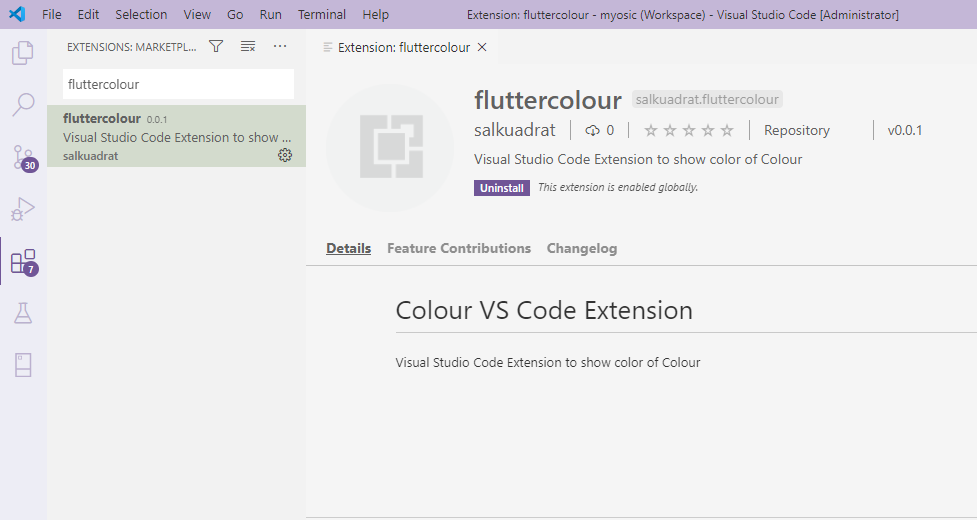 File Edit Selection View Go Run Terminal Help Extension: fluttercolour - myosic (Workspace) - Visual Studio Code [Administrator]
EXTENSIONS: MARKETPL...
Extension: fluttercolour
fluttercolour
fluttercolour 0.0.1
Visual Studio Code Extension to show ...
salkuadrat
30
7
fluttercolour salkuadrat.fluttercolour
salkuadrat 0 Repository v0.0.1
Visual Studio Code Extension to show color of Colour
Uninstall This extension is enabled globally.
Details Feature Contributions Changelog
Colour VS Code Extension
Visual Studio Code Extension to show color of Colour